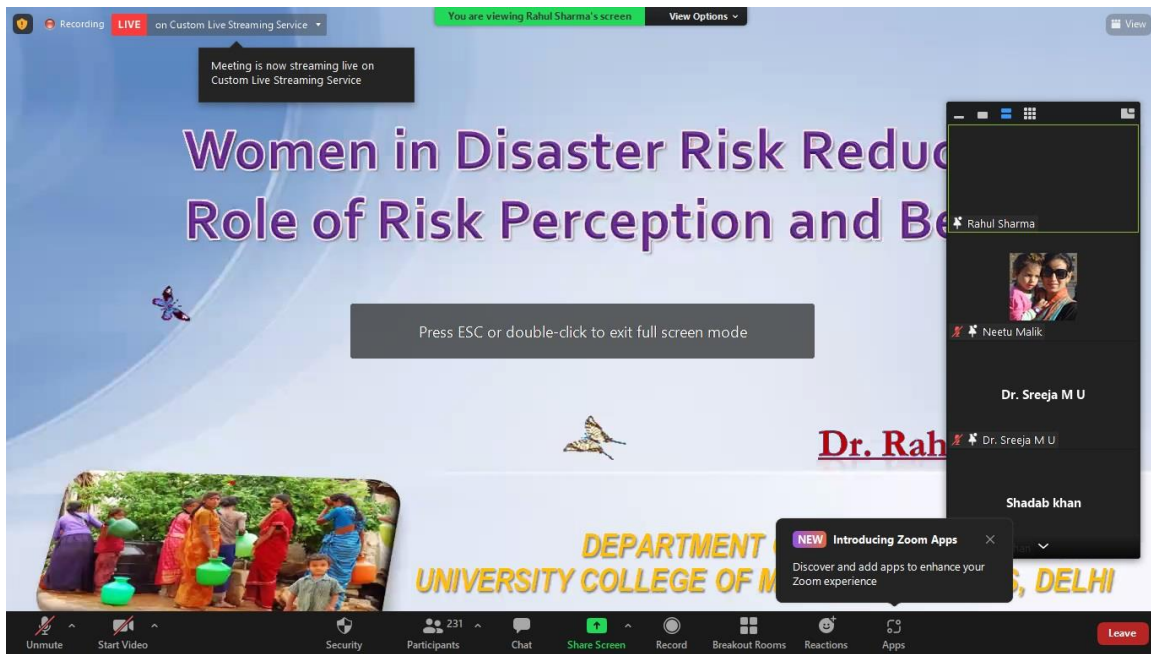 Recording LIVE on Custom Live Streaming Service
You are viewing Rahul Sharma's screen View Options
View
Meeting is now streaming live on
Custom Live Streaming Service
Women in Disaster Risk
Role of Risk Perception and
Press ESC or double-click to exit full screen mode
Dr.
DEPARTMENT
UNIVERSITY COLLEGE OF DELHI
Rahul Sharma
Neetu Malik
Dr. Sreeja M U
Dr. Sreeja M U
Shadab khan
NEW Introducing Zoom Apps
Discover and add apps to enhance your
Zoom experience
Unmute
Start Video
Security
231
Participants
Chat
Share Screen
Record
Breakout Rooms
Reactions
Apps
Leave